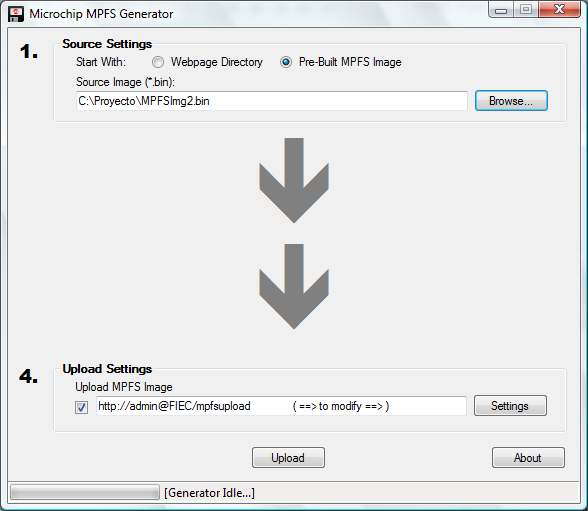 Microchip MPFS Generator
1.
Source Settings
Start With: Webpage Directory Pre-Built MPFS Image
Source Image (*.bin):
C:\Proyecto\MPFSImg2.bin Browse...
4.
Upload Settings
Upload MPFS Image
http://admin@FIEC/mpfsupload ( ==> to modify ==> ) Settings
Upload About
[Generator Idle...]